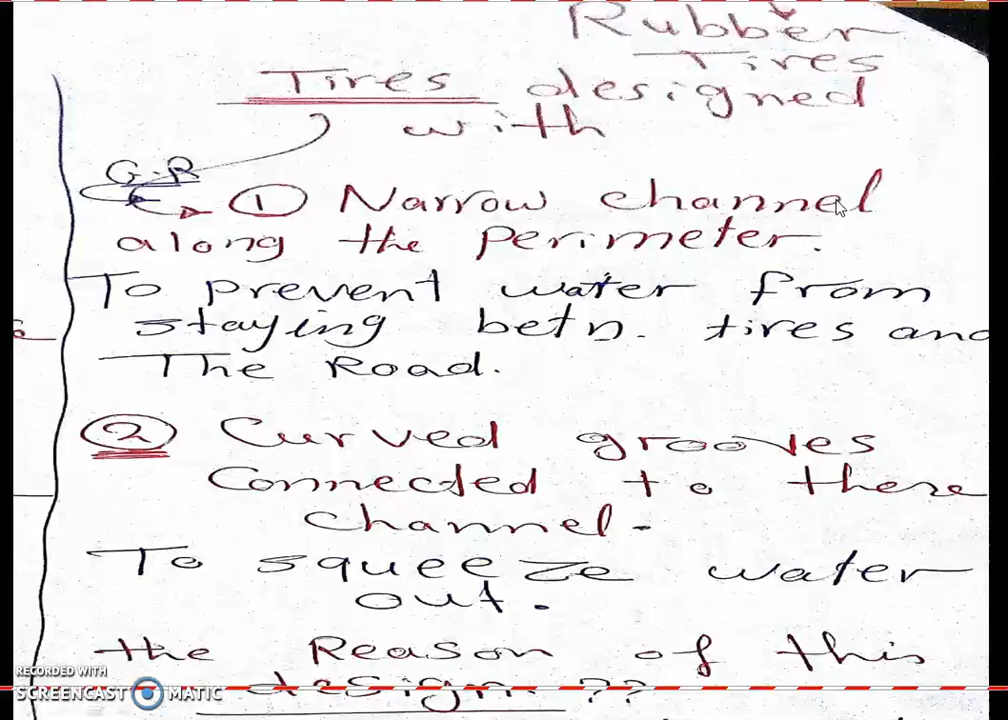 Rubber
Tires
Tires designed
with
G.R
① Narrow channel
along the perimeter.
To prevent water from
staying betn. tires and
The Road.
② Curved grooves
Connected to these
channel.
To squeeze water
out.
the Reason of this
design ??
RECORDED WITH
SCREENCAST MATIC